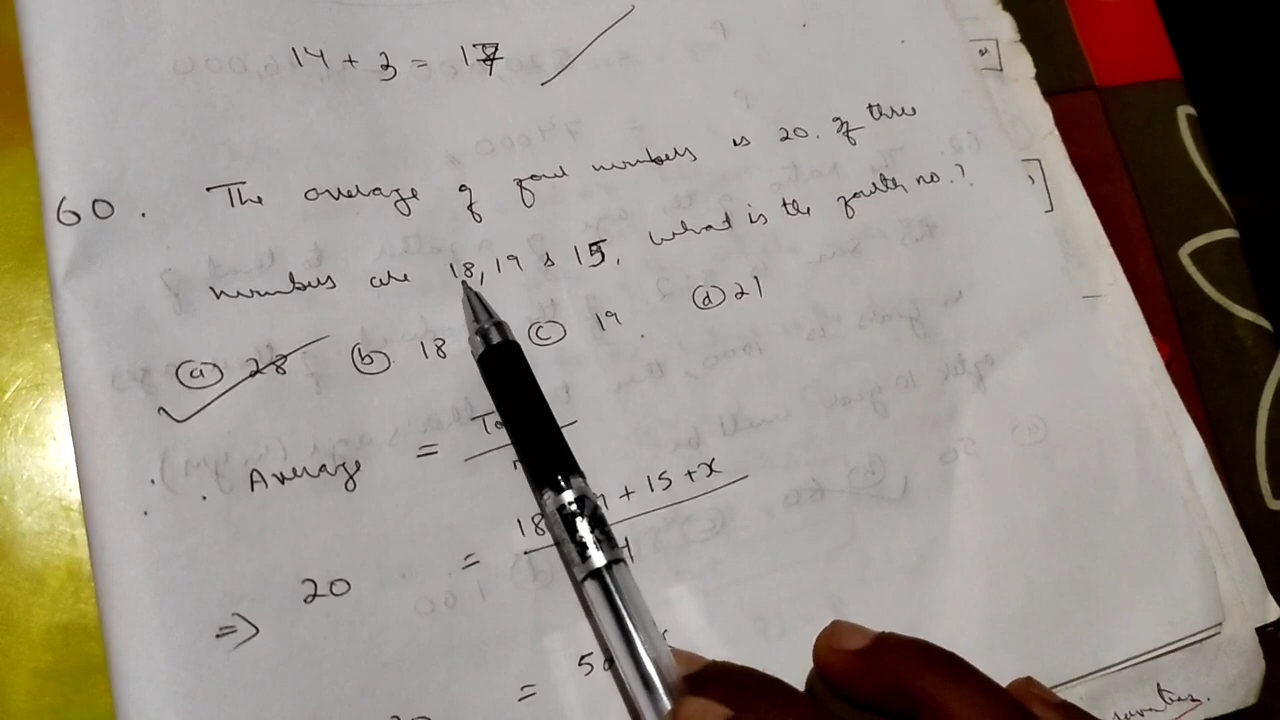 14 + 3 = 17
60. The average of four numbers is 20. If three
numbers are 18, 19 & 15, what is the fourth no.?
(a) 28 (b) 18 (c) 19. (d) 21
∴ Average =
=> 20 = 18 + 15 + x
4
=